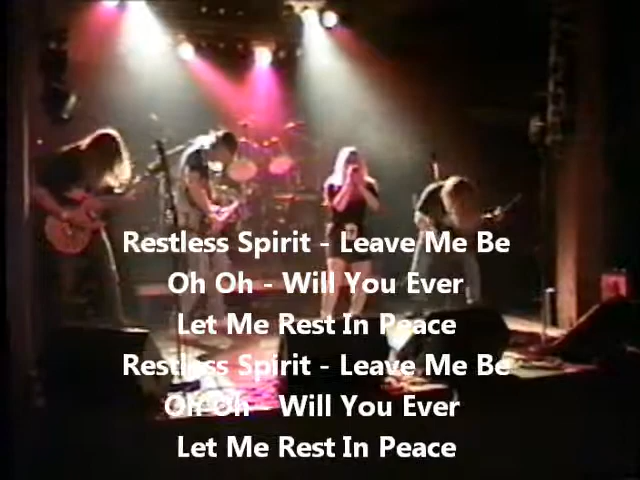 Restless Spirit - Leave Me Be
Oh Oh - Will You Ever
Let Me Rest In Peace
Restless Spirit - Leave Me Be
Oh Oh - Will You Ever
Let Me Rest In Peace